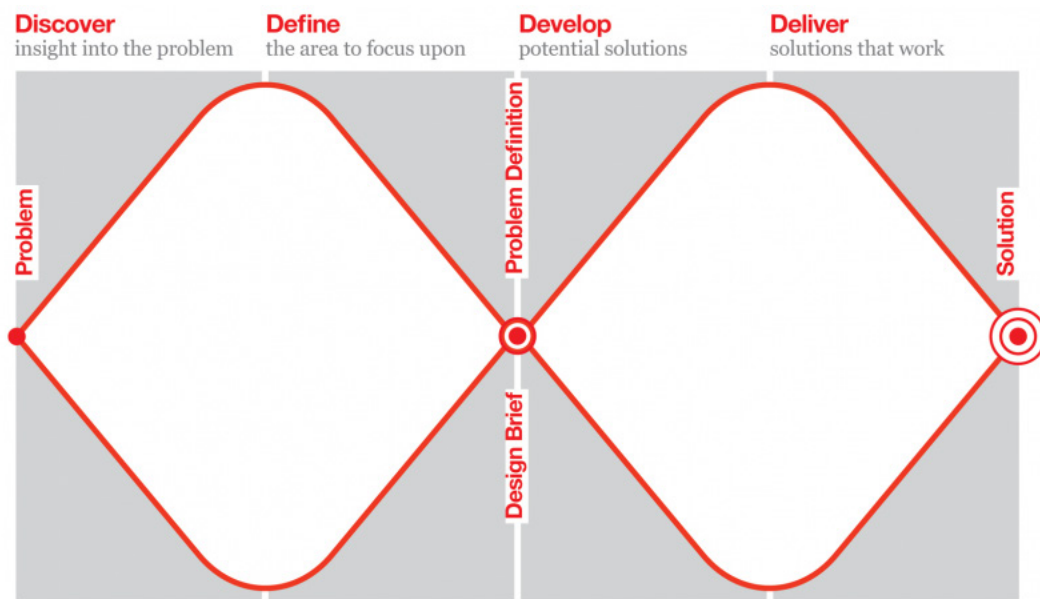 Discover
insight into the problem
Define
the area to focus upon
Develop
potential solutions
Deliver
solutions that work
Problem
Problem Definition
Design Brief
Solution